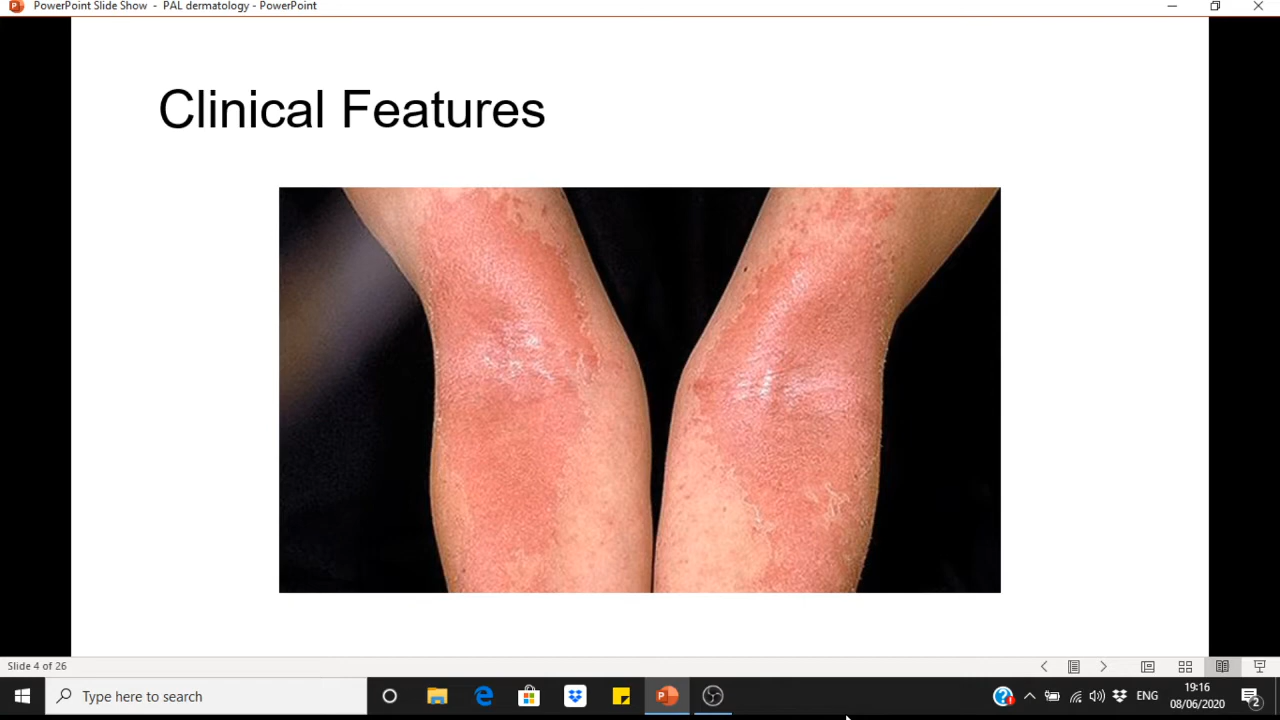 PowerPoint Slide Show - PAL dermatology - PowerPoint
Clinical Features
Slide 4 of 26
Type here to search
ENG
19:16
08/06/2020
2